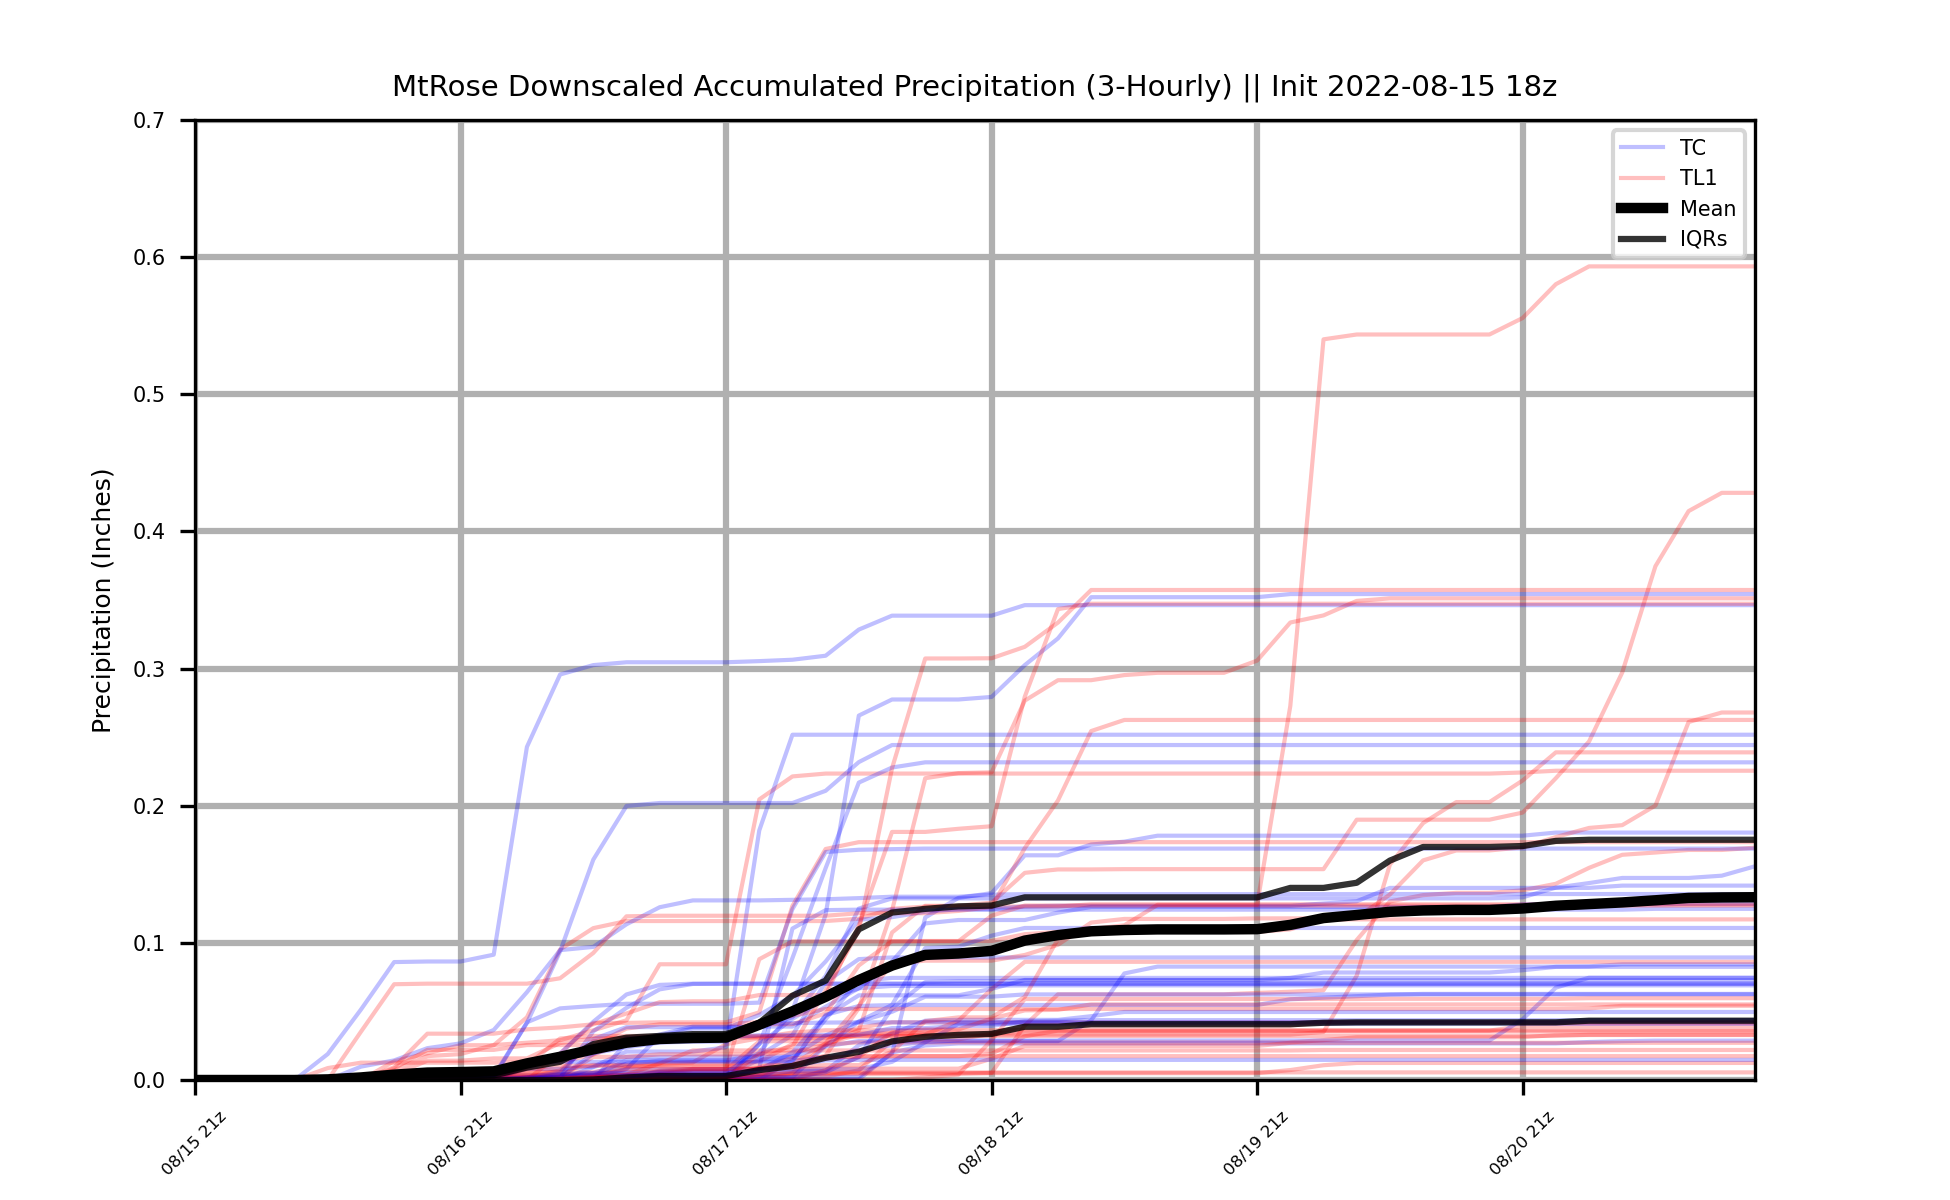 MtRose Downscaled Accumulated Precipitation (3-Hourly) || Init 2022-08-15 18z
TC
TL1
Mean
IQRs
Precipitation (Inches)
0.7
0.6
0.5
0.4
0.3
0.2
0.1
0.0
08/15 21z
08/16 21z
08/17 21z
08/18 21z
08/19 21z
08/20 21z